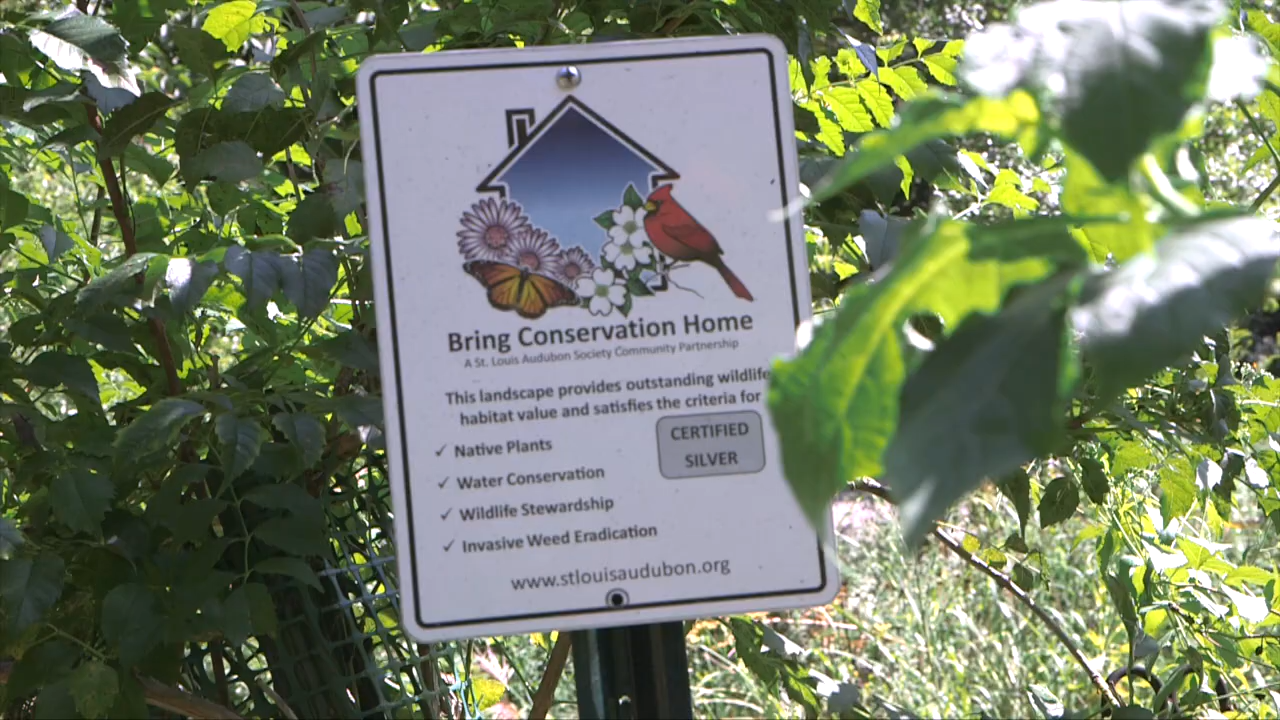 Bring Conservation Home
A St. Louis Audubon Society Community Partnership
This landscape provides outstanding wildlife
habitat value and satisfies the criteria for
CERTIFIED
SILVER
✓ Native Plants
✓ Water Conservation
✓ Wildlife Stewardship
✓ Invasive Weed Eradication
www.stlouisaudubon.org